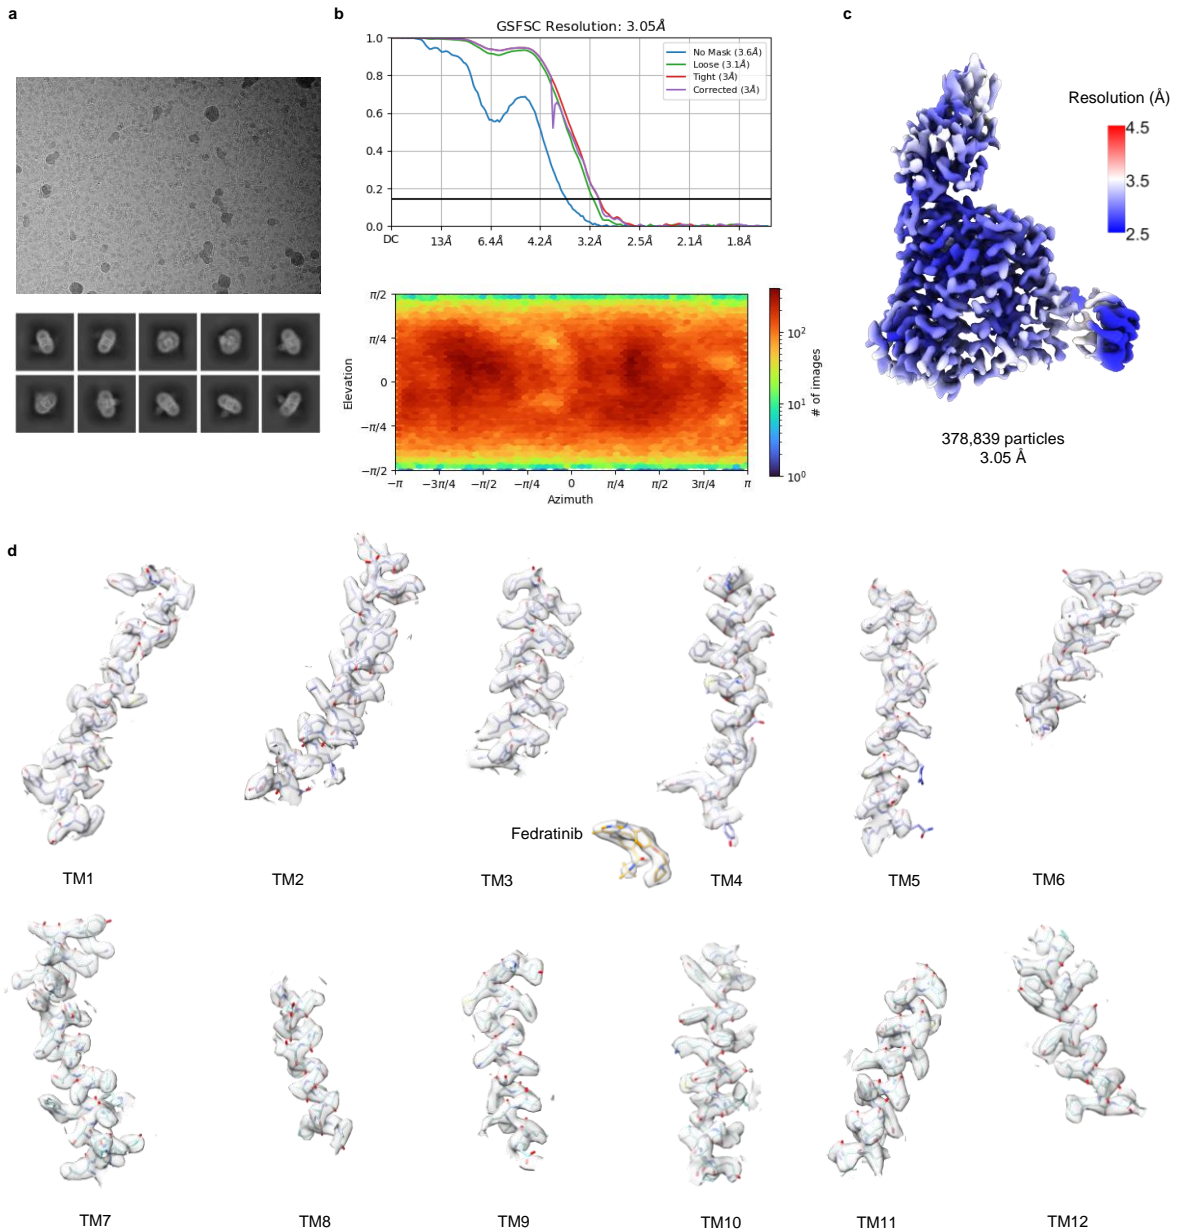 a
b
GSFSC Resolution: 3.05Å
1.0
0.8
0.6
0.4
0.2
0.0
DC
13Å
6.4Å
4.2Å
3.2Å
2.5Å
2.1Å
1.8Å
No Mask (3.6Å)
Loose (3.1Å)
Tight (3Å)
Corrected (3Å)
π/2
π/4
0
−π/4
−π/2
Elevation
−π
−3π/4
−π/2
−π/4
0
π/4
π/2
3π/4
π
Azimuth
10²
10¹
10⁰
# of images
c
Resolution (Å)
4.5
3.5
2.5
378,839 particles
3.05 Å
d
Fedratinib
TM1
TM2
TM3
TM4
TM5
TM6
TM7
TM8
TM9
TM10
TM11
TM12